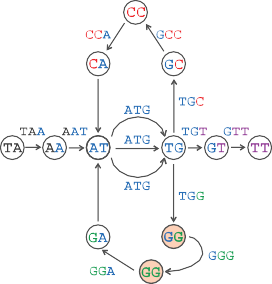 CC
CCA GCC
CA GC
ATG TGC
TAA AAT ATG TGT GTT
TA AA AT TG GT TT
ATG TGG
GA GG
GGG
GGA GG